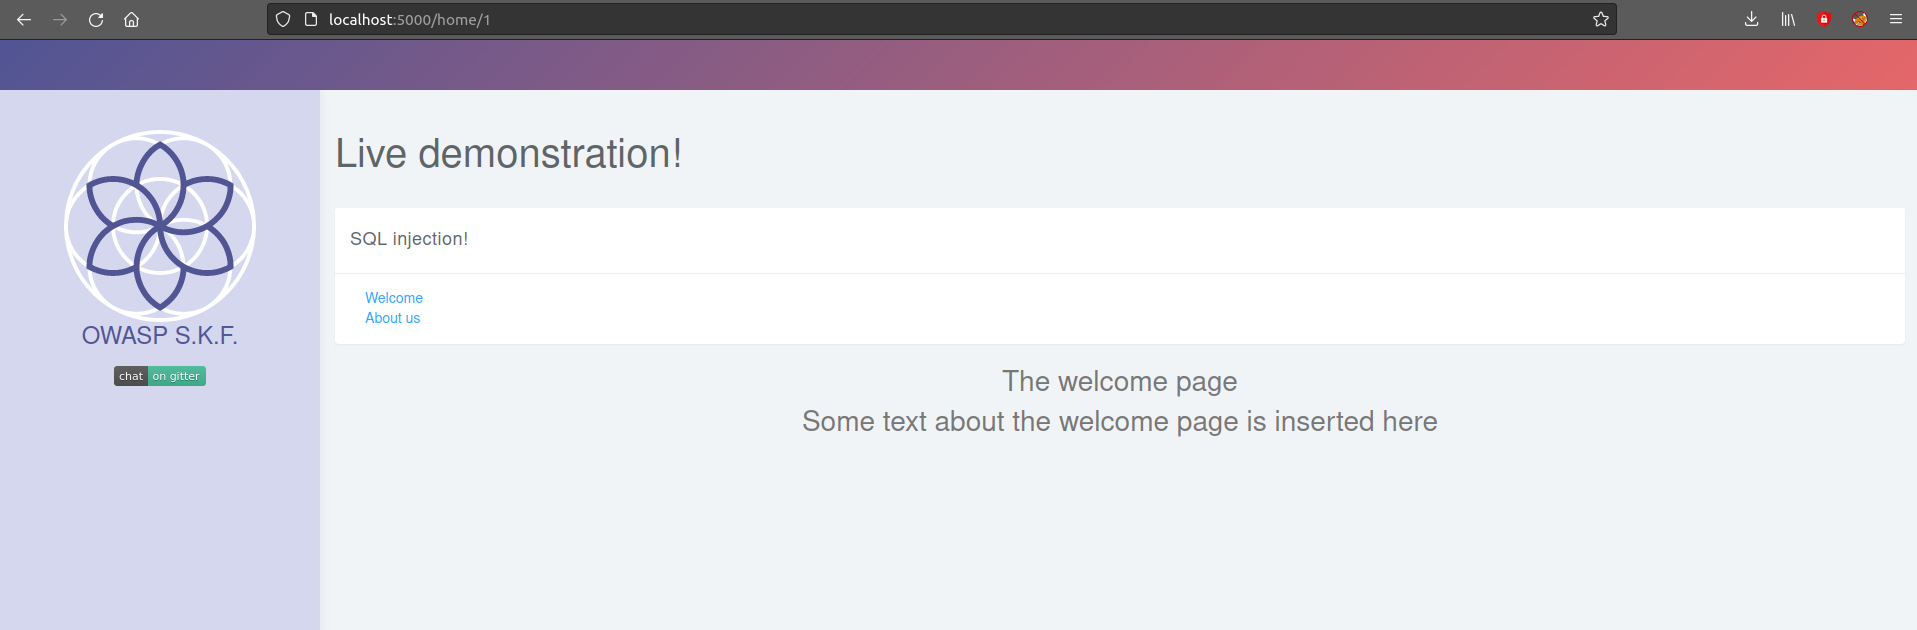 localhost:5000/home/1
Live demonstration!
SQL injection!
Welcome
About us
OWASP S.K.F.
chat on gitter
The welcome page
Some text about the welcome page is inserted here